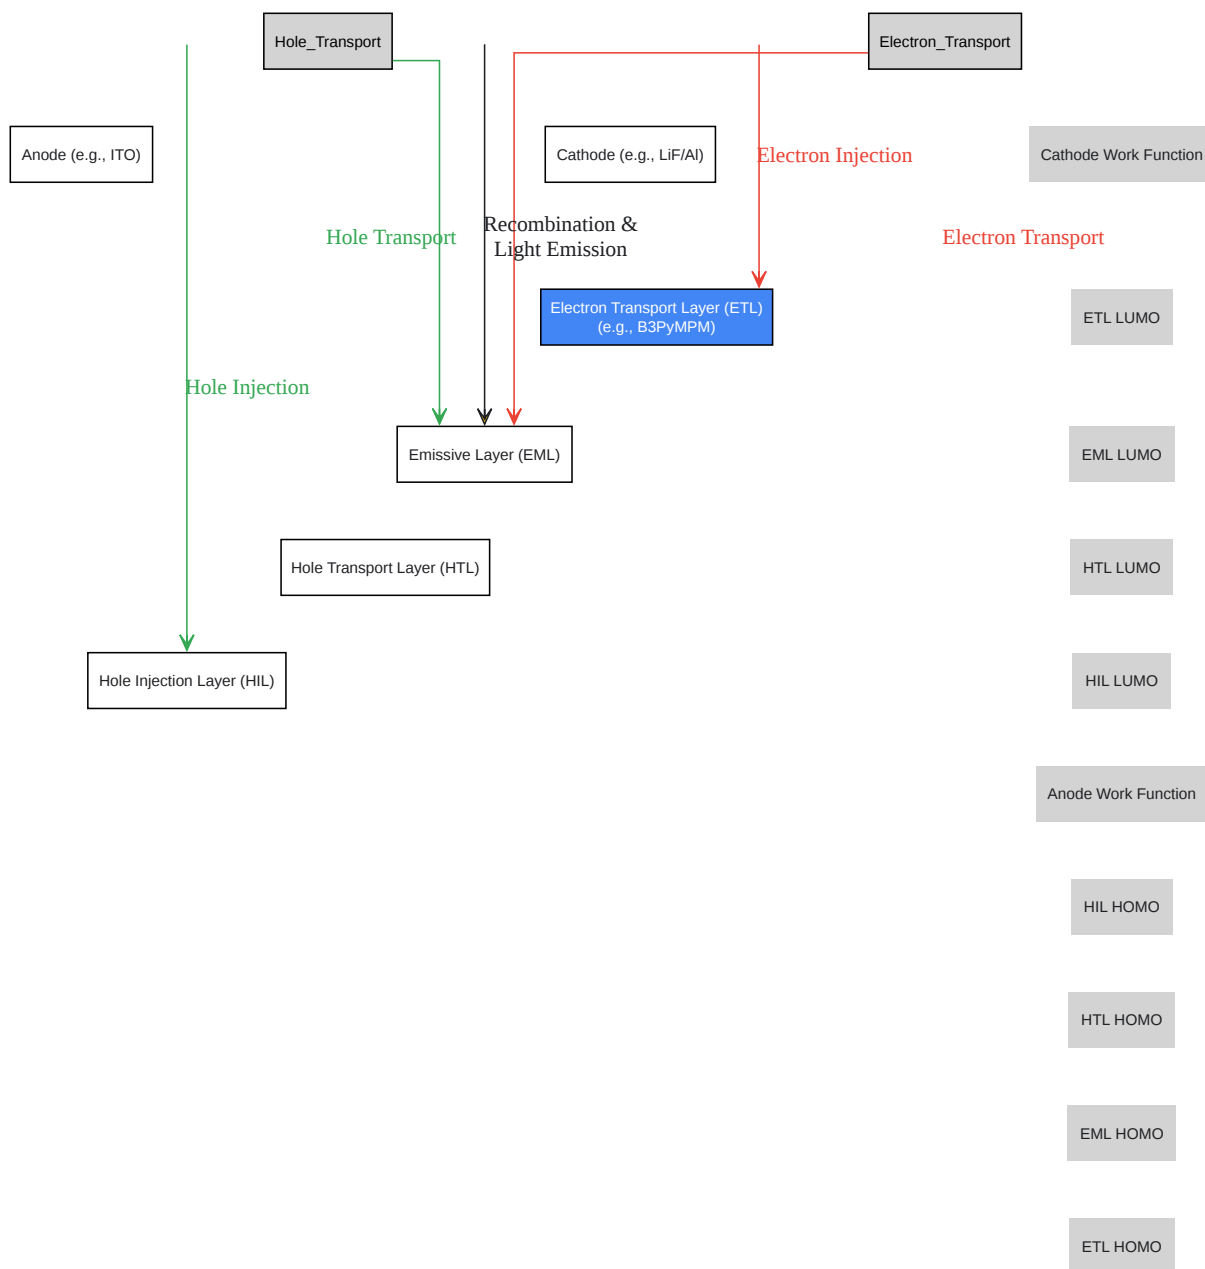 Hole_Transport
Electron_Transport
Anode (e.g., ITO)
Cathode (e.g., LiF/Al)
Electron Injection
Cathode Work Function
Hole Transport
Recombination &
Light Emission
Electron Transport
Electron Transport Layer (ETL)
(e.g., B3PyMPM)
ETL LUMO
Hole Injection
Emissive Layer (EML)
EML LUMO
Hole Transport Layer (HTL)
HTL LUMO
Hole Injection Layer (HIL)
HIL LUMO
Anode Work Function
HIL HOMO
HTL HOMO
EML HOMO
ETL HOMO